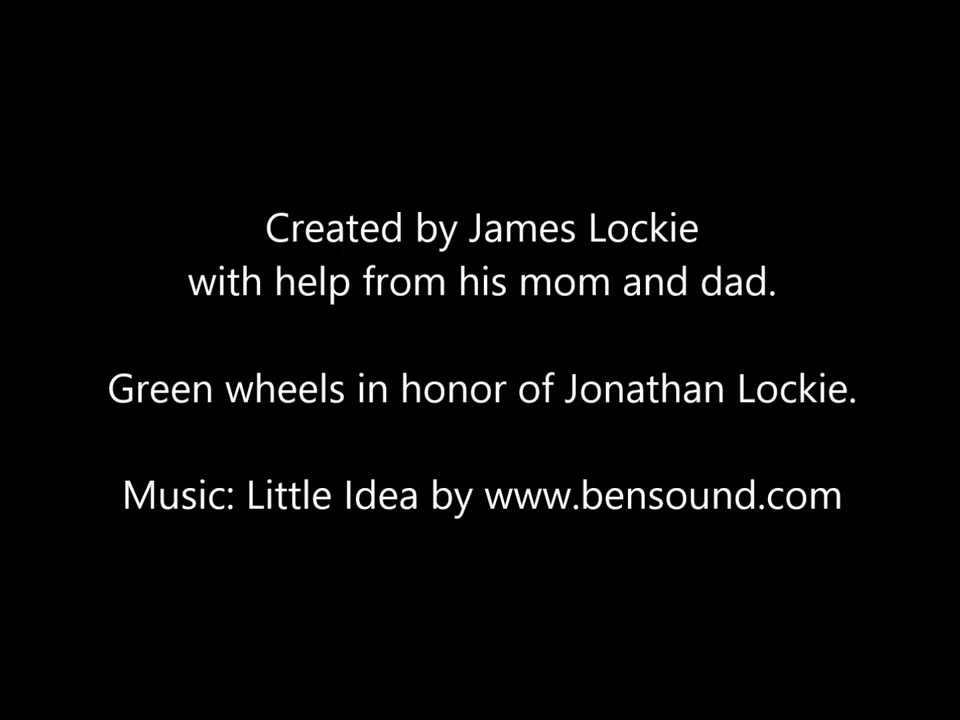 Created by James Lockie
with help from his mom and dad.
Green wheels in honor of Jonathan Lockie.
Music: Little Idea by www.bensound.com